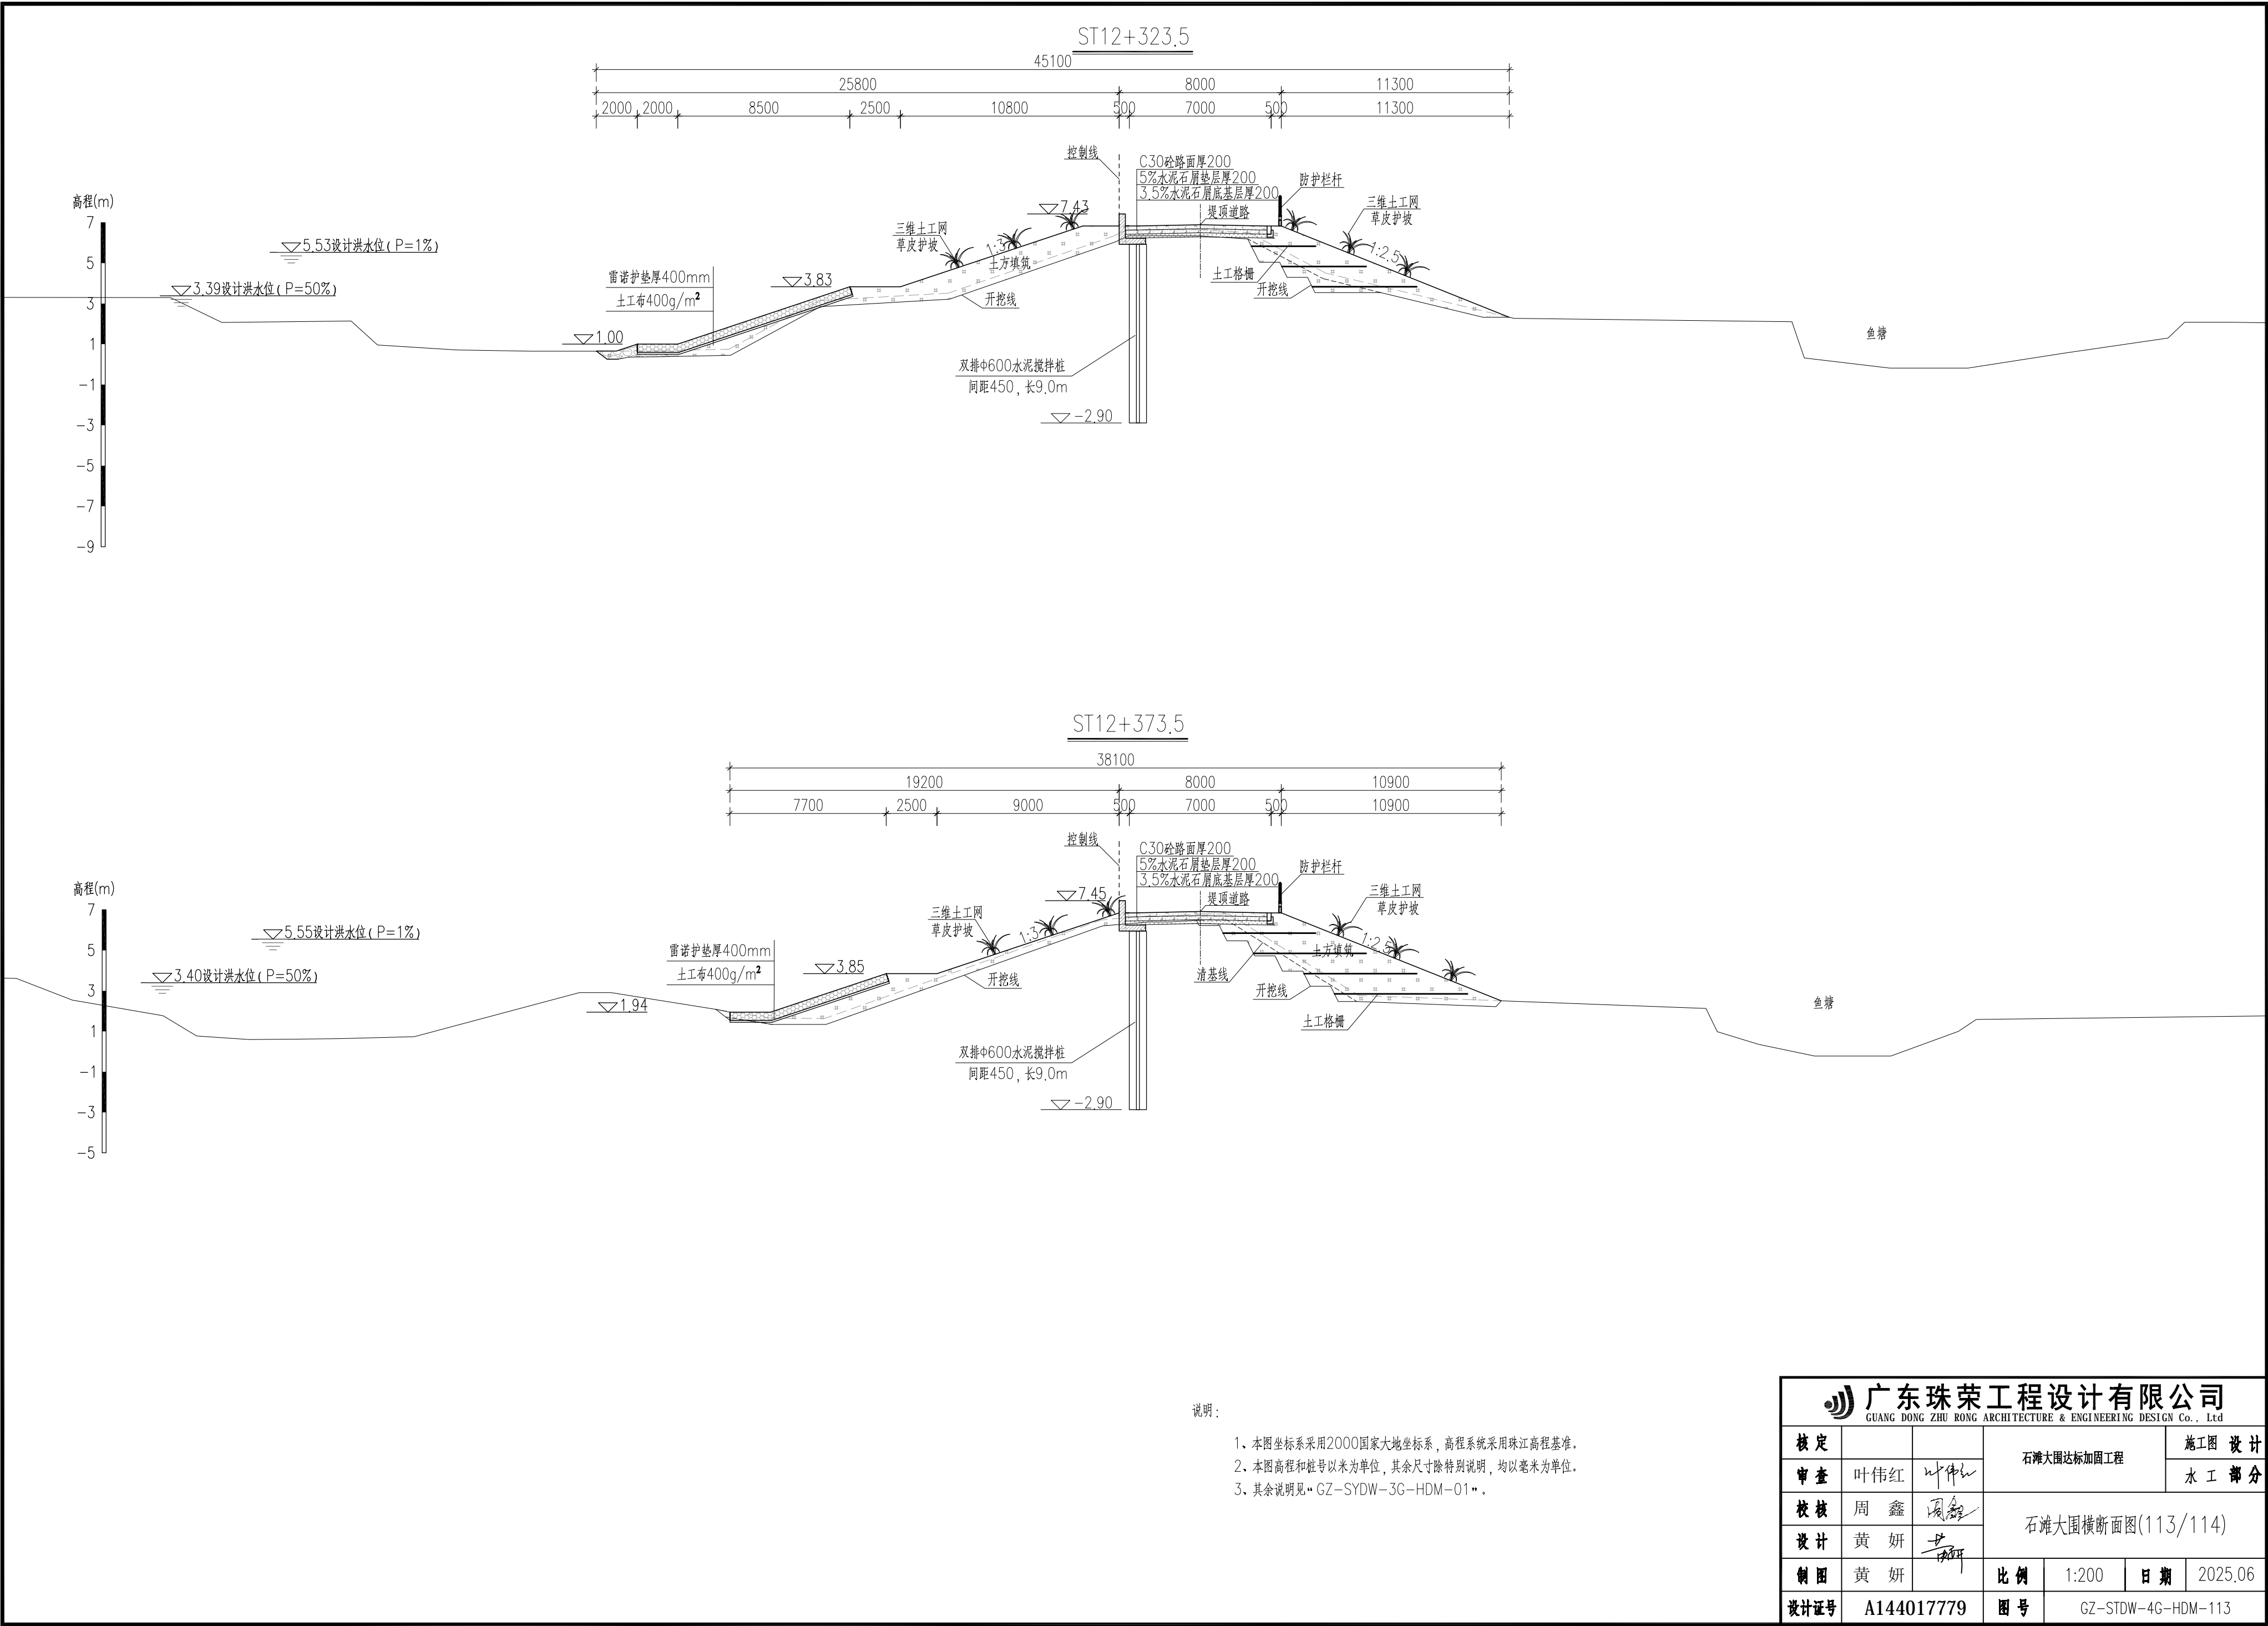 ST12+323.5
45100
25800 8000 11300
2000 2000 8500 2500 10800 500 7000 500 11300
控制线
C30砼路面厚200
5%水泥石屑垫层厚200
3.5%水泥石屑底基层厚200
堤顶道路
防护栏杆
三维土工网
草皮护坡
高程(m)
7
5
3
1
-1
-3
-5
-7
-9
5.53设计洪水位(P=1%)
3.39设计洪水位(P=50%)
7.43
三维土工网
草皮护坡
1:3
土方填筑
1:2.5
雷诺护垫厚400mm
土工布400g/m²
3.83
开挖线
土工格栅
开挖线
1.00
鱼塘
双排Φ600水泥搅拌桩
间距450,长9.0m
-2.90
ST12+373.5
38100
19200 8000 10900
7700 2500 9000 500 7000 500 10900
控制线
C30砼路面厚200
5%水泥石屑垫层厚200
3.5%水泥石屑底基层厚200
堤顶道路
防护栏杆
三维土工网
草皮护坡
高程(m)
7
5
3
1
-1
-3
-5
5.55设计洪水位(P=1%)
3.40设计洪水位(P=50%)
7.45
三维土工网
草皮护坡
1:3
1:2.5
土方填筑
雷诺护垫厚400mm
土工布400g/m²
3.85
开挖线
清基线
开挖线
土工格栅
1.94
鱼塘
双排Φ600水泥搅拌桩
间距450,长9.0m
-2.90
说明:
1、本图坐标系采用2000国家大地坐标系,高程系统采用珠江高程基准。
2、本图高程和桩号以米为单位,其余尺寸除特别说明,均以毫米为单位。
3、其余说明见“GZ-SYDW-3G-HDM-01”。
广东珠荣工程设计有限公司
GUANG DONG ZHU RONG ARCHITECTURE & ENGINEERING DESIGN Co., Ltd
核定 石滩大围达标加固工程 施工图 设计
审查 叶伟红 叶伟红 水工 部分
校核 周鑫 周鑫 石滩大围横断面图(113/114)
设计 黄妍 黄妍
制图 黄妍 比例 1:200 日期 2025.06
设计证号 A144017779 图号 GZ-STDW-4G-HDM-113